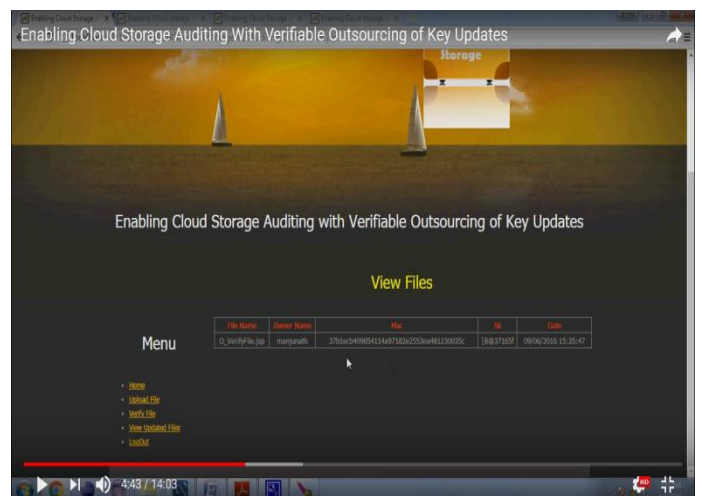 Enabling Cloud Storage Auditing With Verifiable Outsourcing of Key Updates
Storage
Enabling Cloud Storage Auditing with Verifiable Outsourcing of Key Updates
View Files
File Name Owner Name Mac Sk Date
O_VerifyFile.jsp manjunath [B@37165f 09/06/2016 15:35:47
Menu
Home
Upload File
Verify File
View Updated Files
LogOut
4:43 / 14:03
HD